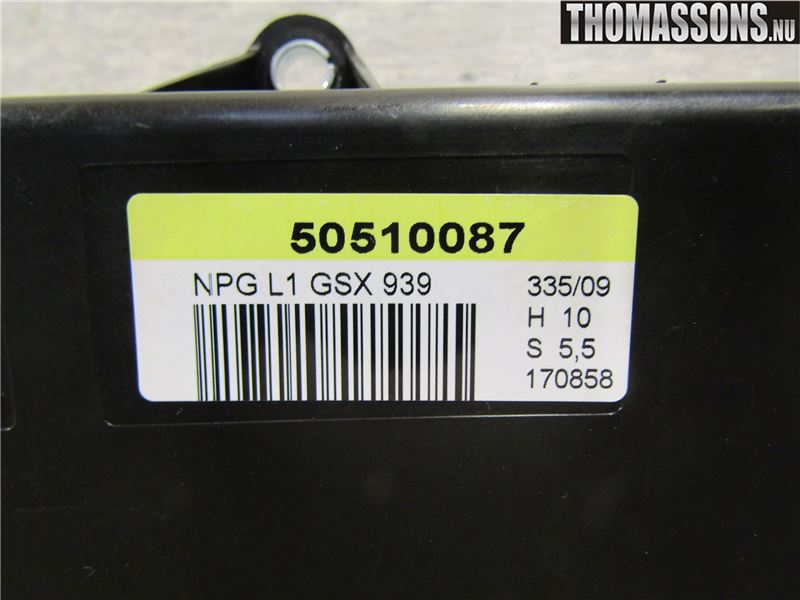 THOMASSONS.NU
50510087
NPG L1 GSX 939
335/09
H 10
S 5,5
170858